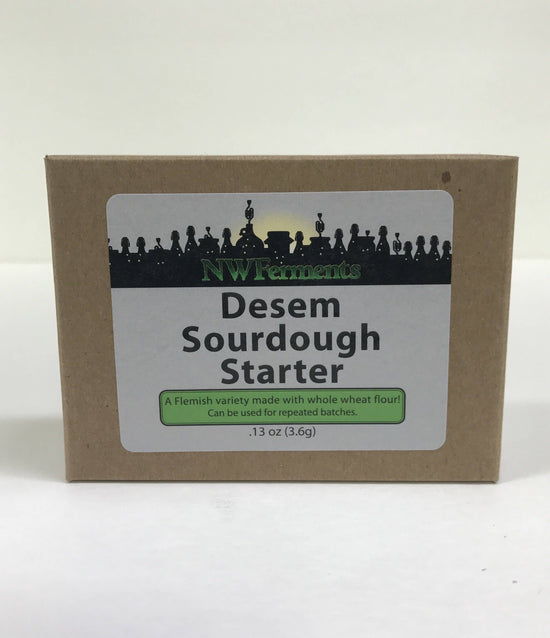 NWFerments
Desem
Sourdough
Starter
A Flemish variety made with whole wheat flour!
Can be used for repeated batches.
.13 oz (3.6g)